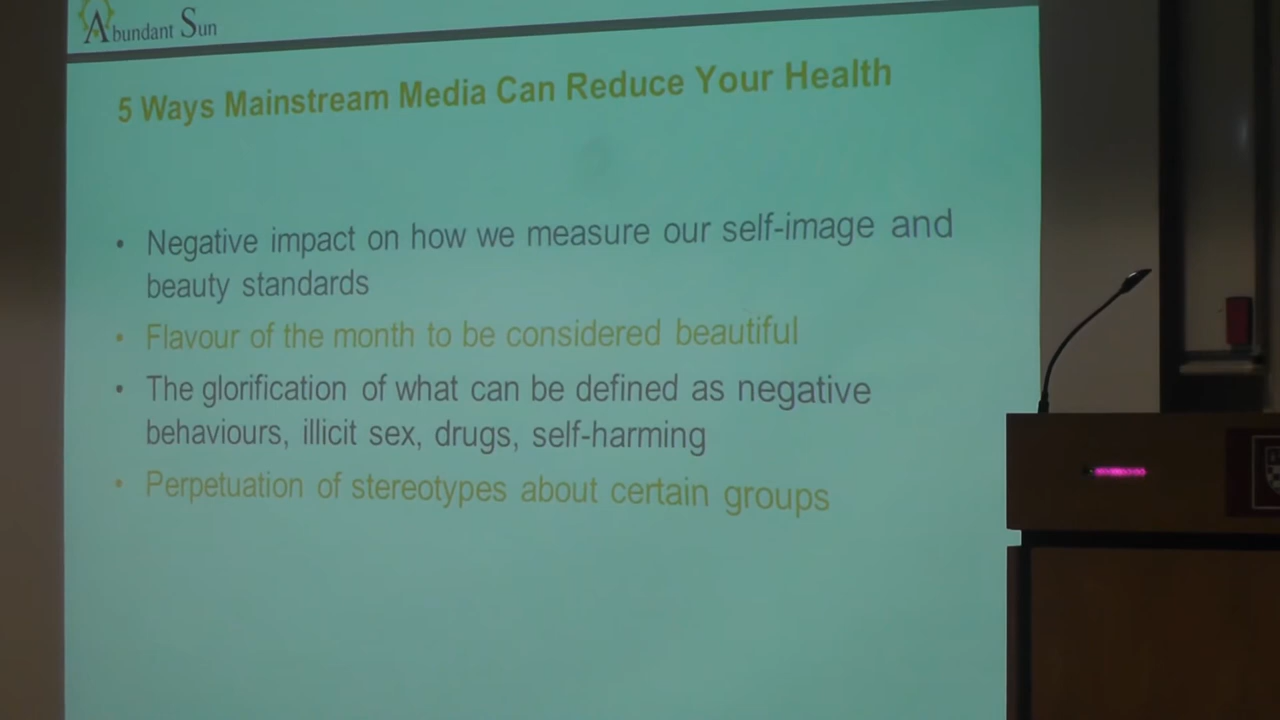 Abundant Sun
5 Ways Mainstream Media Can Reduce Your Health
• Negative impact on how we measure our self-image and
beauty standards
• Flavour of the month to be considered beautiful
• The glorification of what can be defined as negative
behaviours, illicit sex, drugs, self-harming
• Perpetuation of stereotypes about certain groups